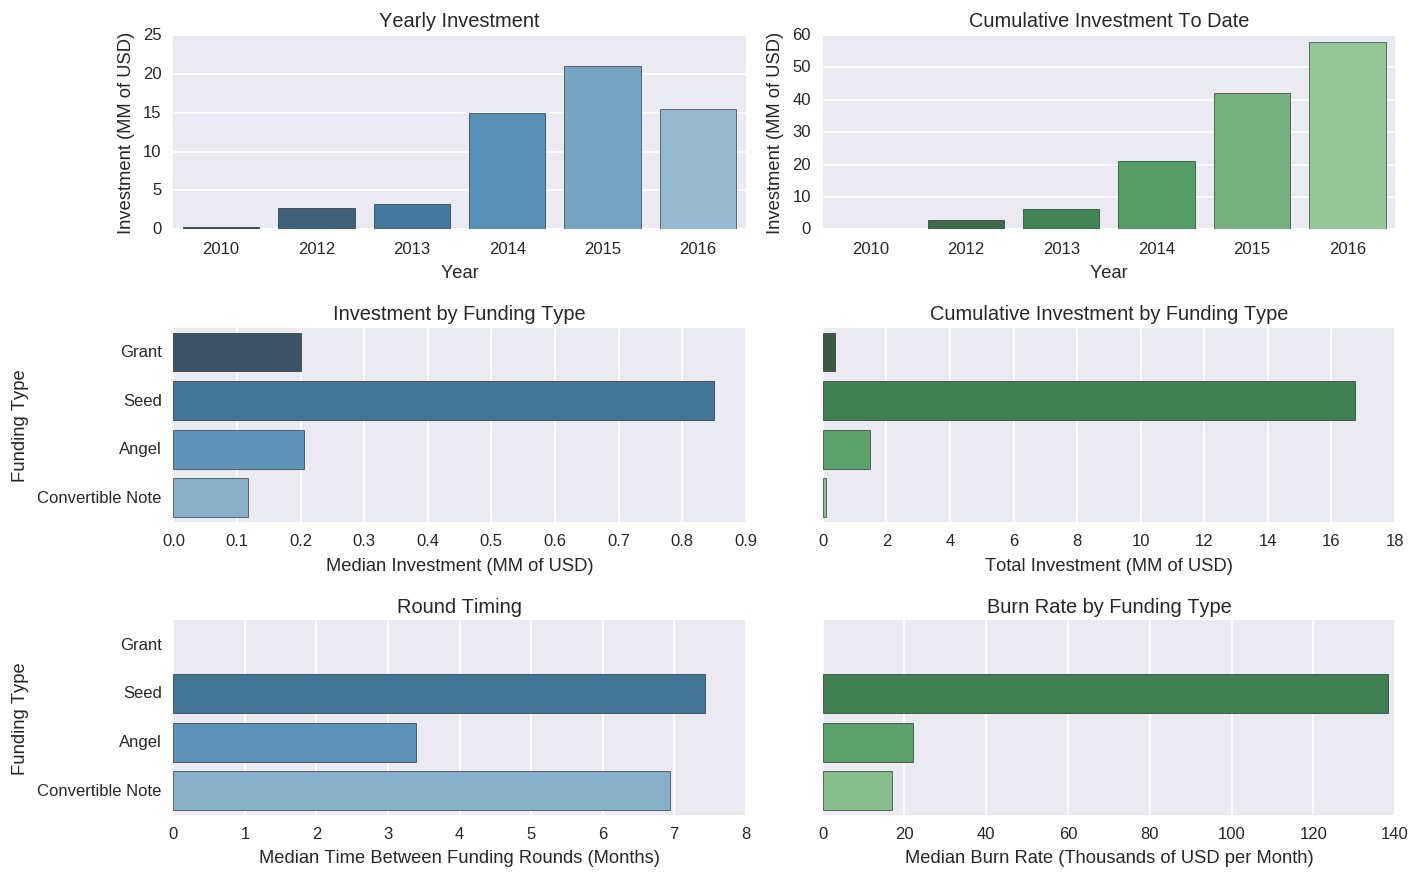 Yearly Investment
Investment (MM of USD)
25
20
15
10
5
0
2010 2012 2013 2014 2015 2016
Year
Cumulative Investment To Date
Investment (MM of USD)
60
50
40
30
20
10
0
2010 2012 2013 2014 2015 2016
Year
Investment by Funding Type
Funding Type
Grant
Seed
Angel
Convertible Note
0.0 0.1 0.2 0.3 0.4 0.5 0.6 0.7 0.8 0.9
Median Investment (MM of USD)
Cumulative Investment by Funding Type
0 2 4 6 8 10 12 14 16 18
Total Investment (MM of USD)
Round Timing
Funding Type
Grant
Seed
Angel
Convertible Note
0 1 2 3 4 5 6 7 8
Median Time Between Funding Rounds (Months)
Burn Rate by Funding Type
0 20 40 60 80 100 120 140
Median Burn Rate (Thousands of USD per Month)